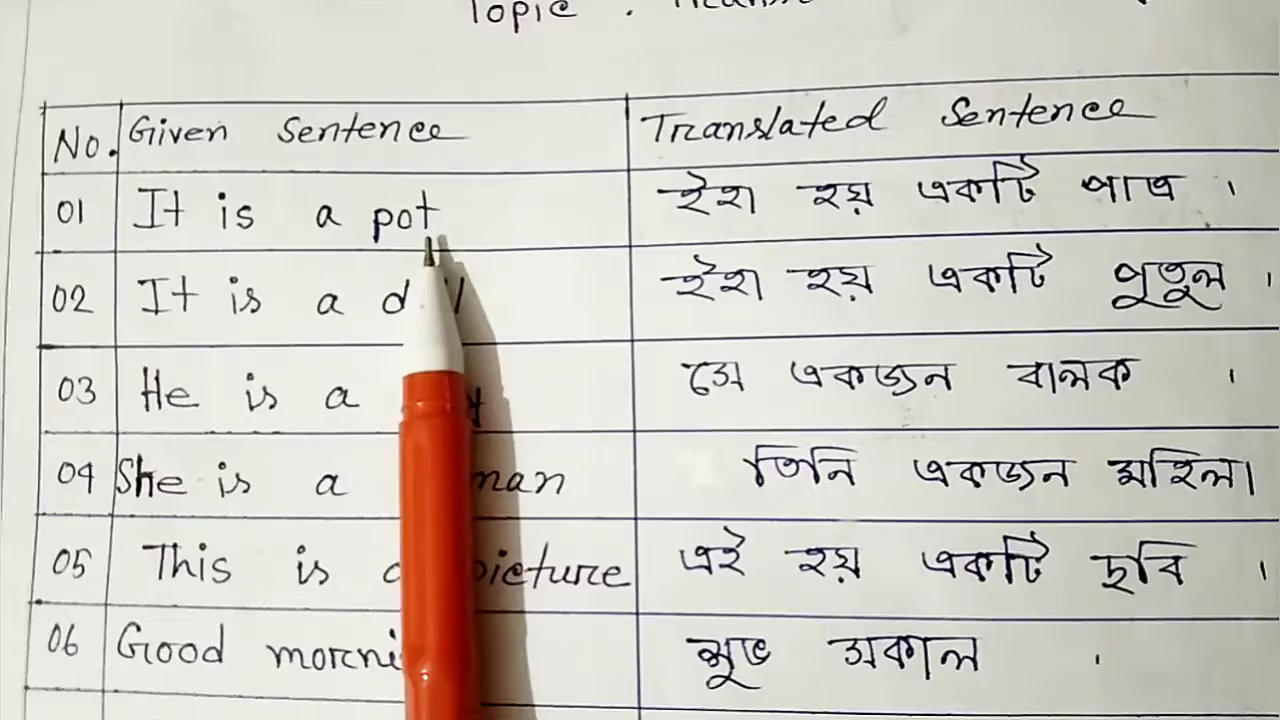 Topic :
No. Given Sentence Translated Sentence
01 It is a pot ইহা হয় একটি পাত্র ।
02 It is a ইহা হয় একটি পুতুল ।
03 He is a সে একজন বালক ।
04 She is a তিনি একজন মহিলা।
05 This is a picture এই হয় একটি ছবি ।
06 Good শুভ সকাল ।